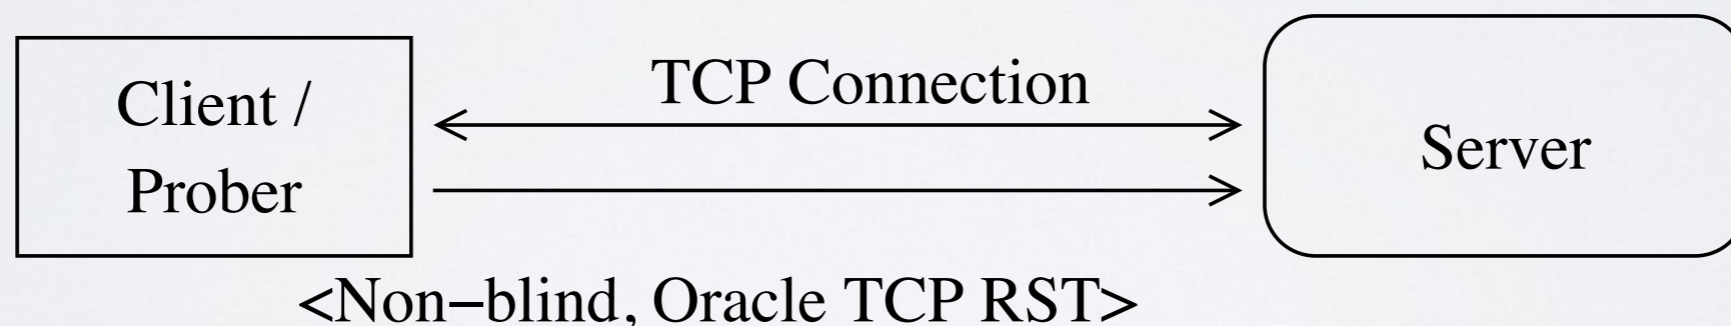 Client /
Prober
TCP Connection
Server
<Non−blind, Oracle TCP RST>